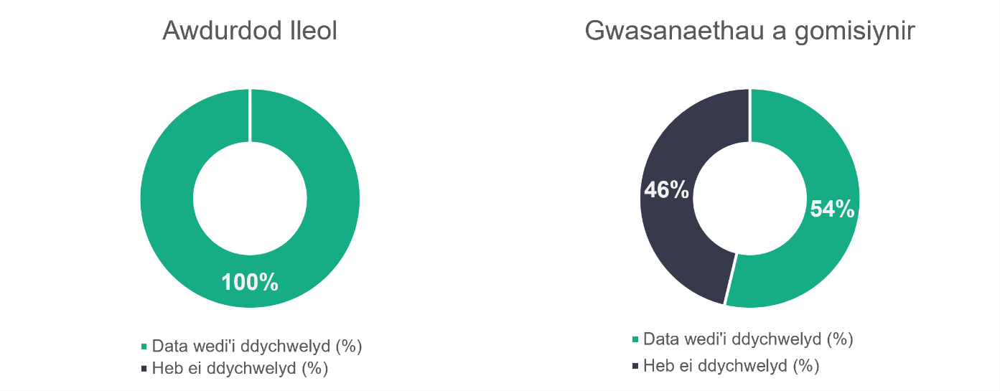 Awdurdod lleol
100%
Data wedi'i ddychwelyd (%)
Heb ei ddychwelyd (%)
Gwasanaethau a gomisiynir
46%
54%
Data wedi'i ddychwelyd (%)
Heb ei ddychwelyd (%)